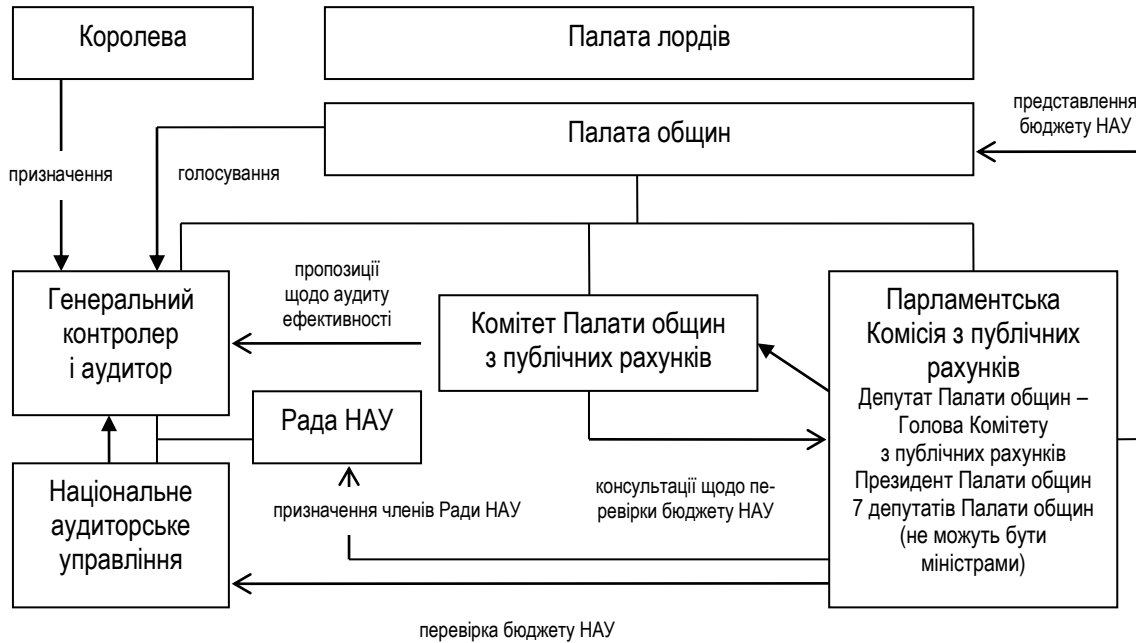 Королева
Палата лордів
Палата общин
представлення
бюджету НАУ
призначення
голосування
Генеральний
контролер
і аудитор
пропозиції
щодо аудиту
ефективності
Комітет Палати общин
з публічних рахунків
Парламентська
Комісія з публічних
рахунків
Депутат Палати общин –
Голова Комітету
з публічних рахунків
Президент Палати общин
7 депутатів Палати общин
(не можуть бути
міністрами)
Рада НАУ
Національне
аудиторське
управління
призначення членів Ради НАУ
консультації щодо пе-
ревірки бюджету НАУ
перевірка бюджету НАУ